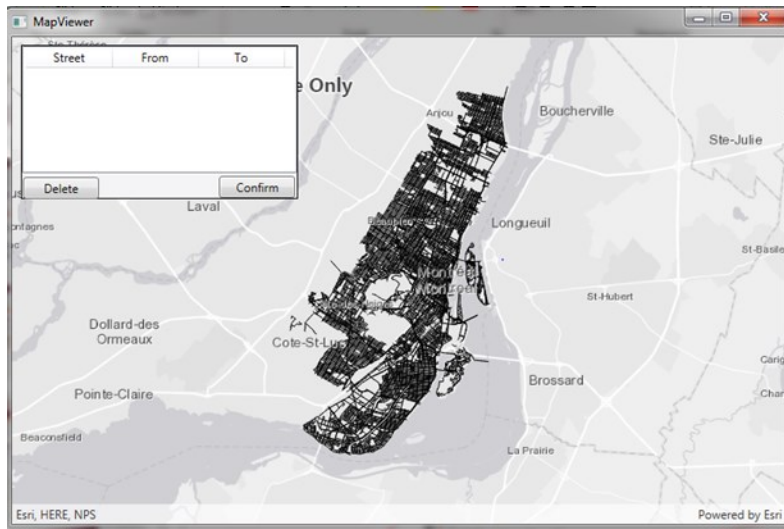 MapViewer
Street From To
e Only
Delete Confirm
Anjou
Boucherville
Ste-Julie
Laval
Longueuil
Montréal
Montreal
St-Basile
St-Hubert
Dollard-des
Ormeaux
Cote-St-Luc
Pointe-Claire
Brossard
Beaconsfield
La Prairie
Esri, HERE, NPS
Powered by Esri